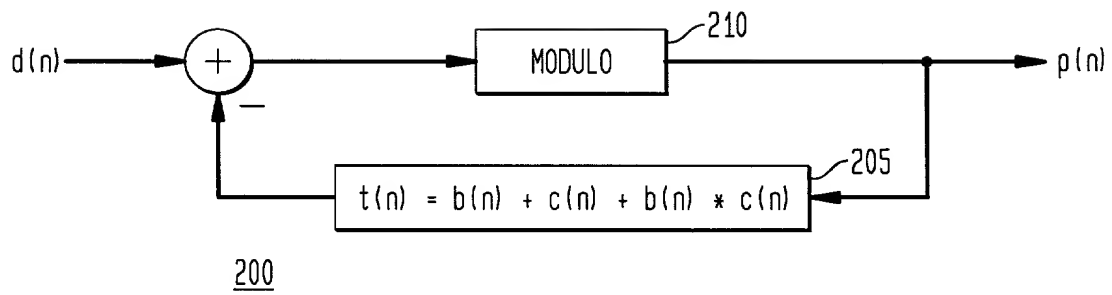 210
d(n)
+
MODULO
p(n)
—
205
t(n) = b(n) + c(n) + b(n) * c(n)
200